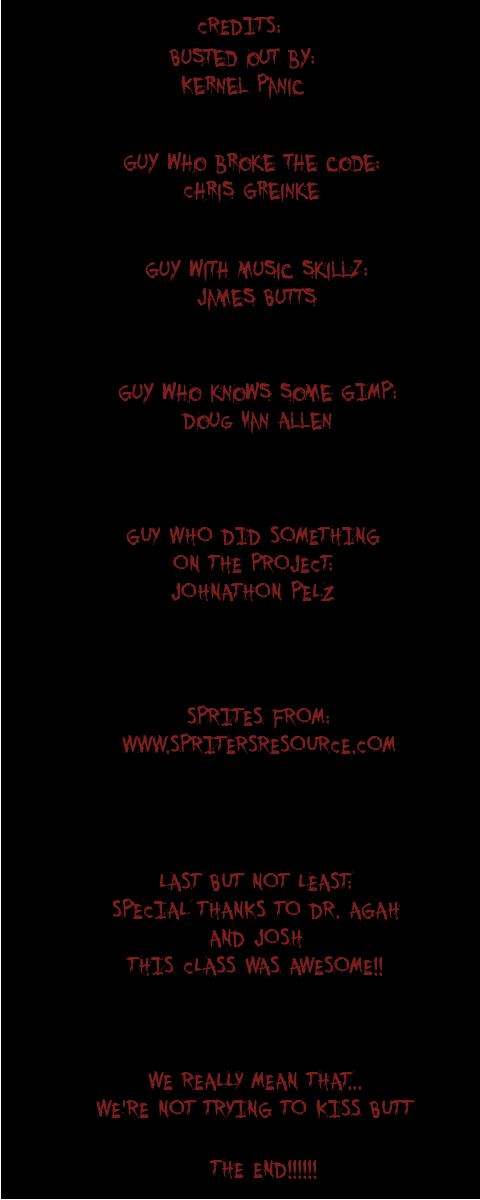 CREDITS:
BUSTED OUT BY:
KERNEL PANIC
GUY WHO BROKE THE CODE:
CHRIS GREINKE
GUY WITH MUSIC SKILLZ:
JAMES BUTTS
GUY WHO KNOWS SOME GIMP:
DOUG VAN ALLEN
GUY WHO DID SOMETHING
ON THE PROJECT:
JOHNATHON PELZ
SPRITES FROM:
WWW.SPRITERSRESOURCE.COM
LAST BUT NOT LEAST:
SPECIAL THANKS TO DR. AGAH
AND JOSH
THIS CLASS WAS AWESOME!!
WE REALLY MEAN THAT...
WE'RE NOT TRYING TO KISS BUTT
THE END!!!!!!